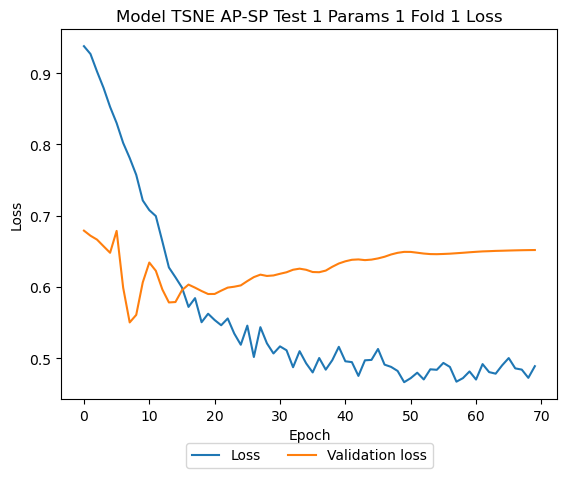 Model TSNE AP-SP Test 1 Params 1 Fold 1 Loss
0.9
0.8
0.7
0.6
0.5
Loss
0 10 20 30 40 50 60 70
Epoch
Loss Validation loss